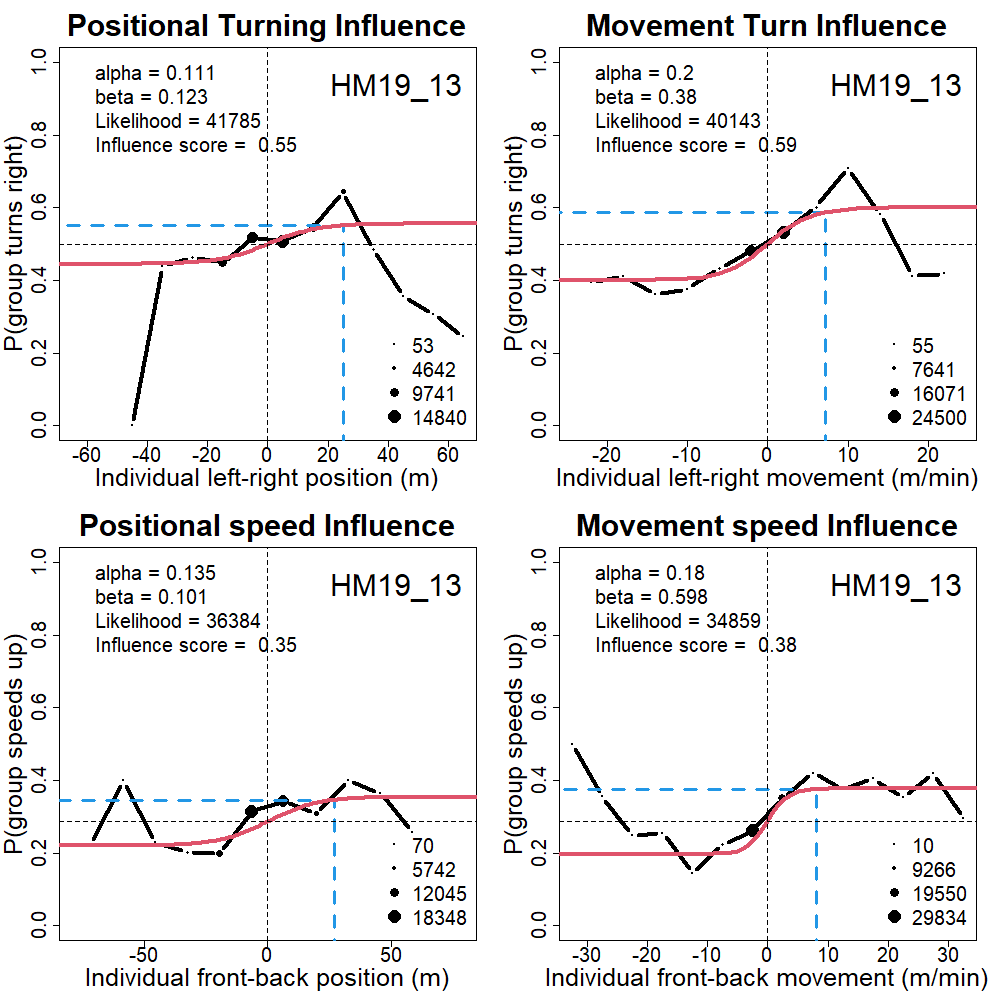 Positional Turning Influence
alpha = 0.111
beta = 0.123
Likelihood = 41785
Influence score =  0.55
HM19_13
P(group turns right)
0.0
0.2
0.4
0.6
0.8
1.0
53
4642
9741
14840
-60
-40
-20
0
20
40
60
Individual left-right position (m)
Movement Turn Influence
alpha = 0.2
beta = 0.38
Likelihood = 40143
Influence score =  0.59
HM19_13
P(group turns right)
0.0
0.2
0.4
0.6
0.8
1.0
55
7641
16071
24500
-20
-10
0
10
20
Individual left-right movement (m/min)
Positional speed Influence
alpha = 0.135
beta = 0.101
Likelihood = 36384
Influence score =  0.35
HM19_13
P(group speeds up)
0.0
0.2
0.4
0.6
0.8
1.0
70
5742
12045
18348
-50
0
50
Individual front-back position (m)
Movement speed Influence
alpha = 0.18
beta = 0.598
Likelihood = 34859
Influence score =  0.38
HM19_13
P(group speeds up)
0.0
0.2
0.4
0.6
0.8
1.0
10
9266
19550
29834
-30
-20
-10
0
10
20
30
Individual front-back movement (m/min)